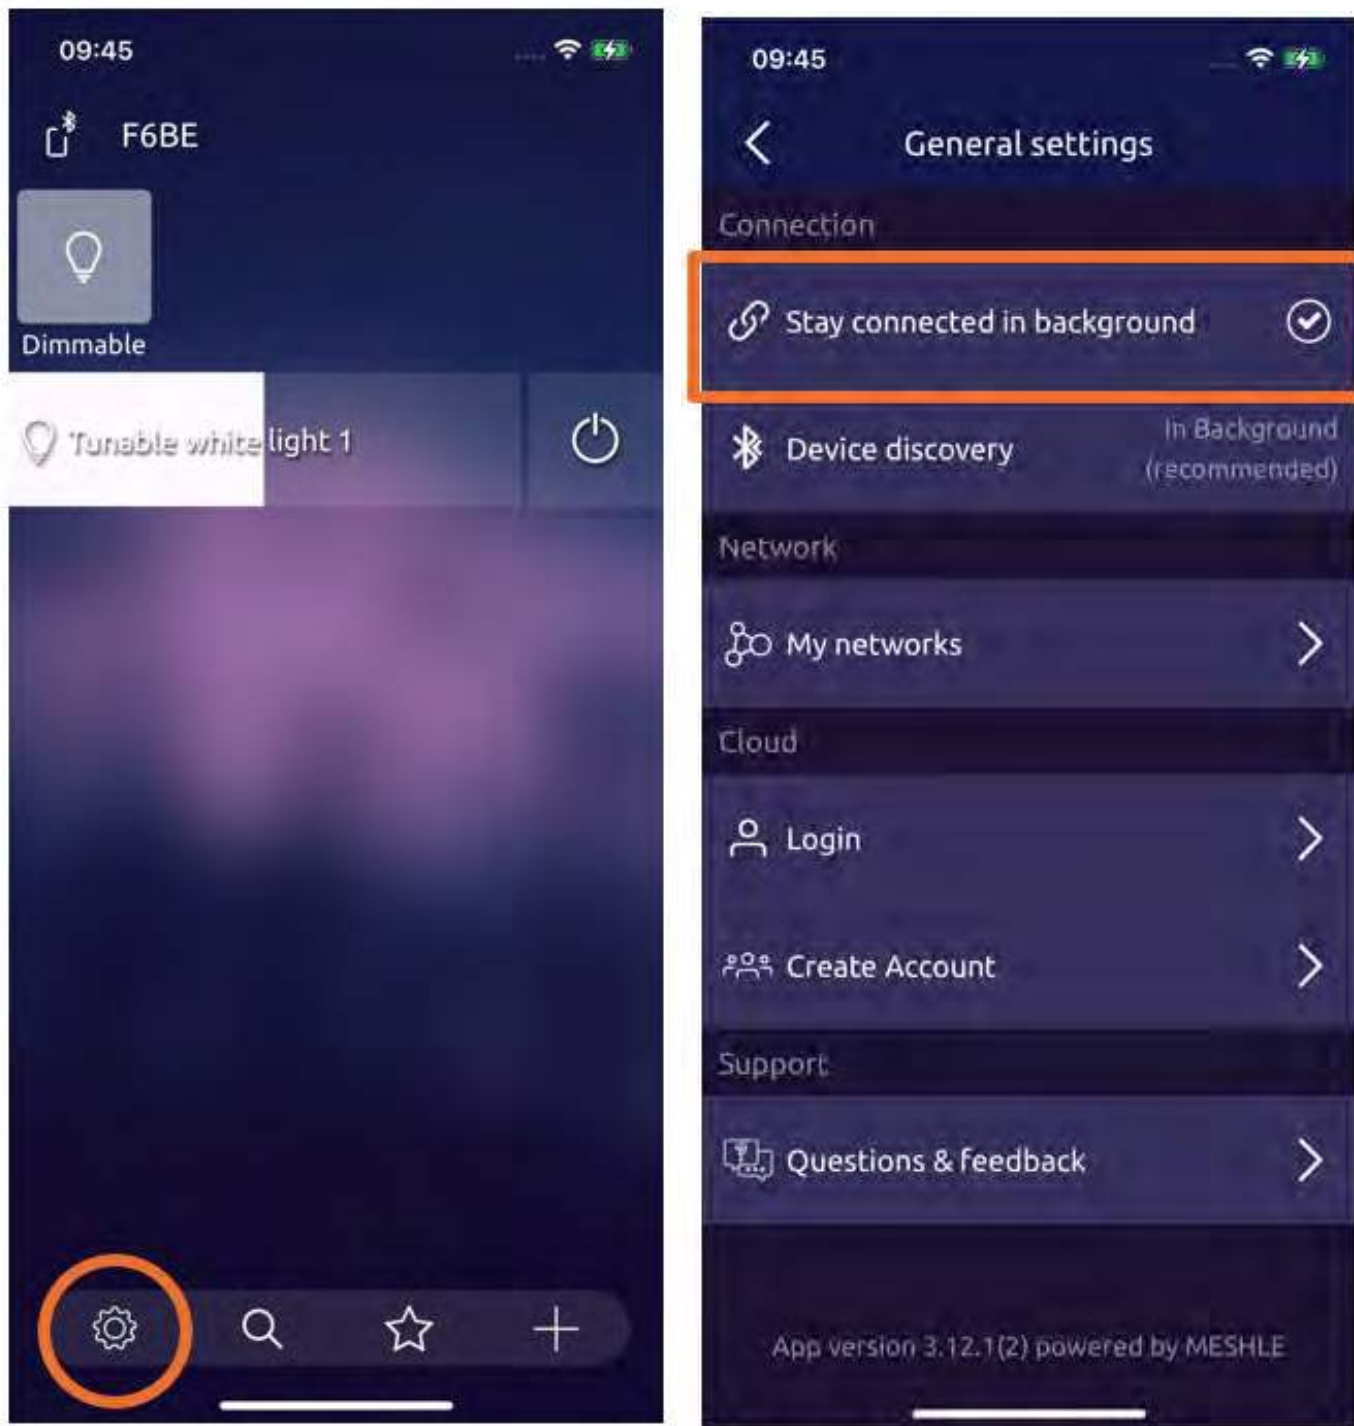 09:45
F6BE
Dimmable
Tunable white light 1
09:45
General settings
Connection
Stay connected in background
Device discovery
In Background
(recommended)
Network
My networks
Cloud
Login
Create Account
Support
Questions & feedback
App version 3.12.1(2) powered by MESHLE